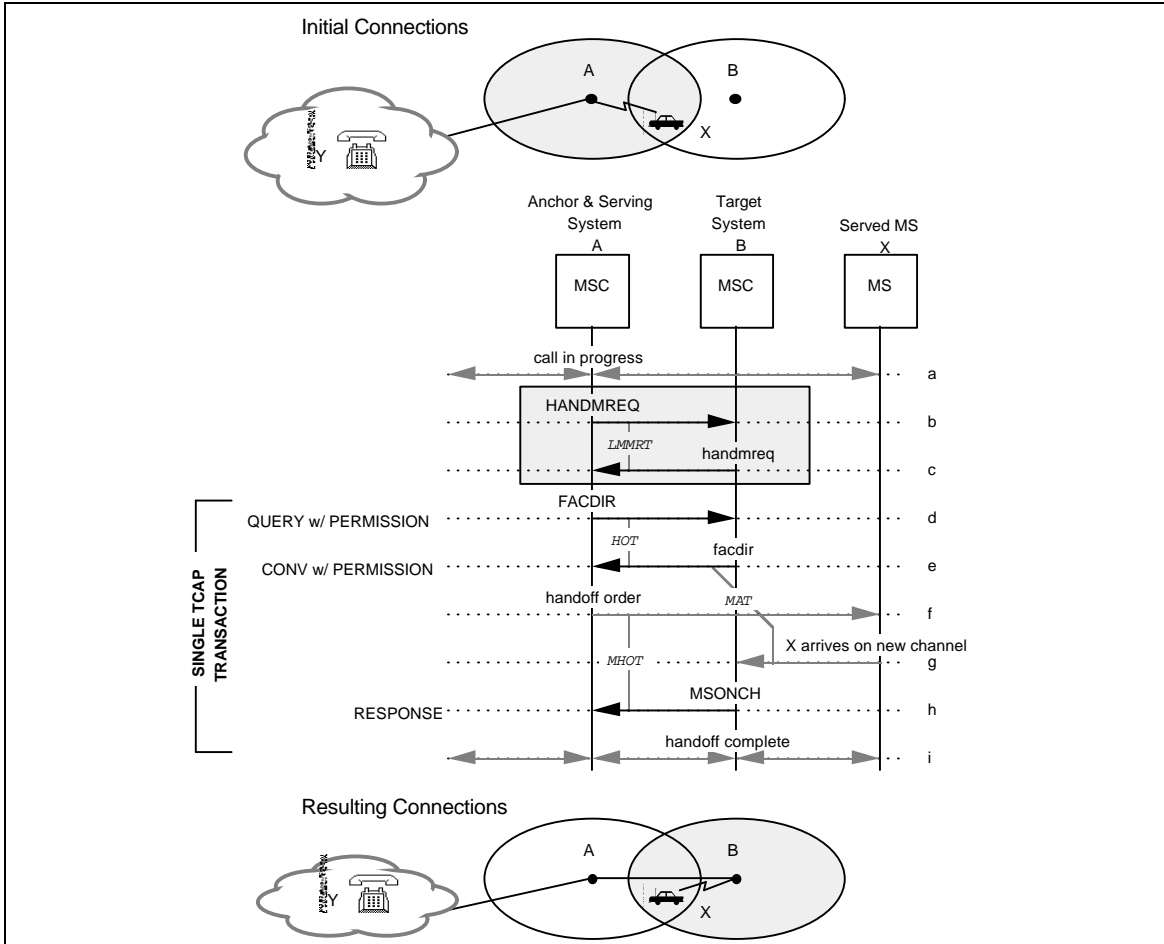 Initial Connections
A
B
Y
X
Anchor & Serving
System
A
Target
System
B
Served MS
X
MSC
MSC
MS
call in progress
a
HANDMREQ
b
LMMRT
handmreq
c
FACDIR
QUERY w/ PERMISSION
d
HOT
facdir
CONV w/ PERMISSION
e
handoff order
MAT
f
X arrives on new channel
MHOT
g
MSONCH
RESPONSE
h
handoff complete
i
SINGLE TCAP
TRANSACTION
Resulting Connections
A
B
Y
X